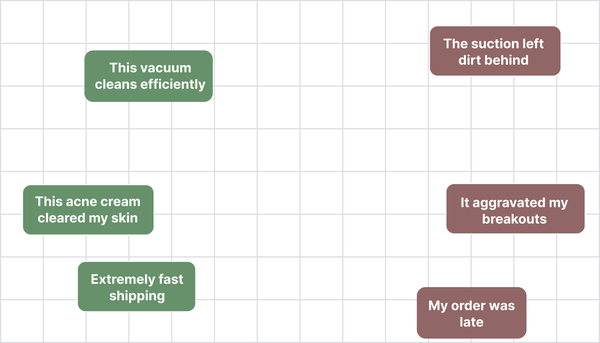 This vacuum
cleans efficiently
The suction left
dirt behind
This acne cream
cleared my skin
It aggravated my
breakouts
Extremely fast
shipping
My order was
late